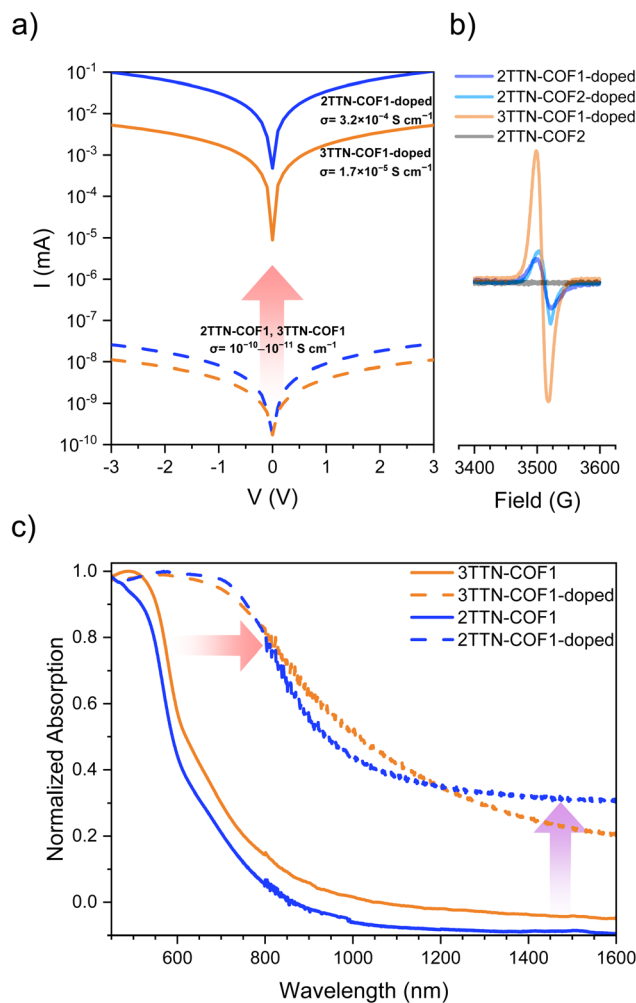 a)
10⁻¹
10⁻²
10⁻³
10⁻⁴
10⁻⁵
10⁻⁶
10⁻⁷
10⁻⁸
10⁻⁹
10⁻¹⁰
I (mA)
2TTN-COF1-doped
σ= 3.2×10⁻⁴ S cm⁻¹
3TTN-COF1-doped
σ= 1.7×10⁻⁵ S cm⁻¹
2TTN-COF1, 3TTN-COF1
σ= 10⁻¹⁰–10⁻¹¹ S cm⁻¹
-3 -2 -1 0 1 2 3
V (V)
b)
2TTN-COF1-doped
2TTN-COF2-doped
3TTN-COF1-doped
2TTN-COF2
3400 3500 3600
Field (G)
c)
1.0
0.8
0.6
0.4
0.2
0.0
Normalized Absorption
3TTN-COF1
3TTN-COF1-doped
2TTN-COF1
2TTN-COF1-doped
600 800 1000 1200 1400 1600
Wavelength (nm)